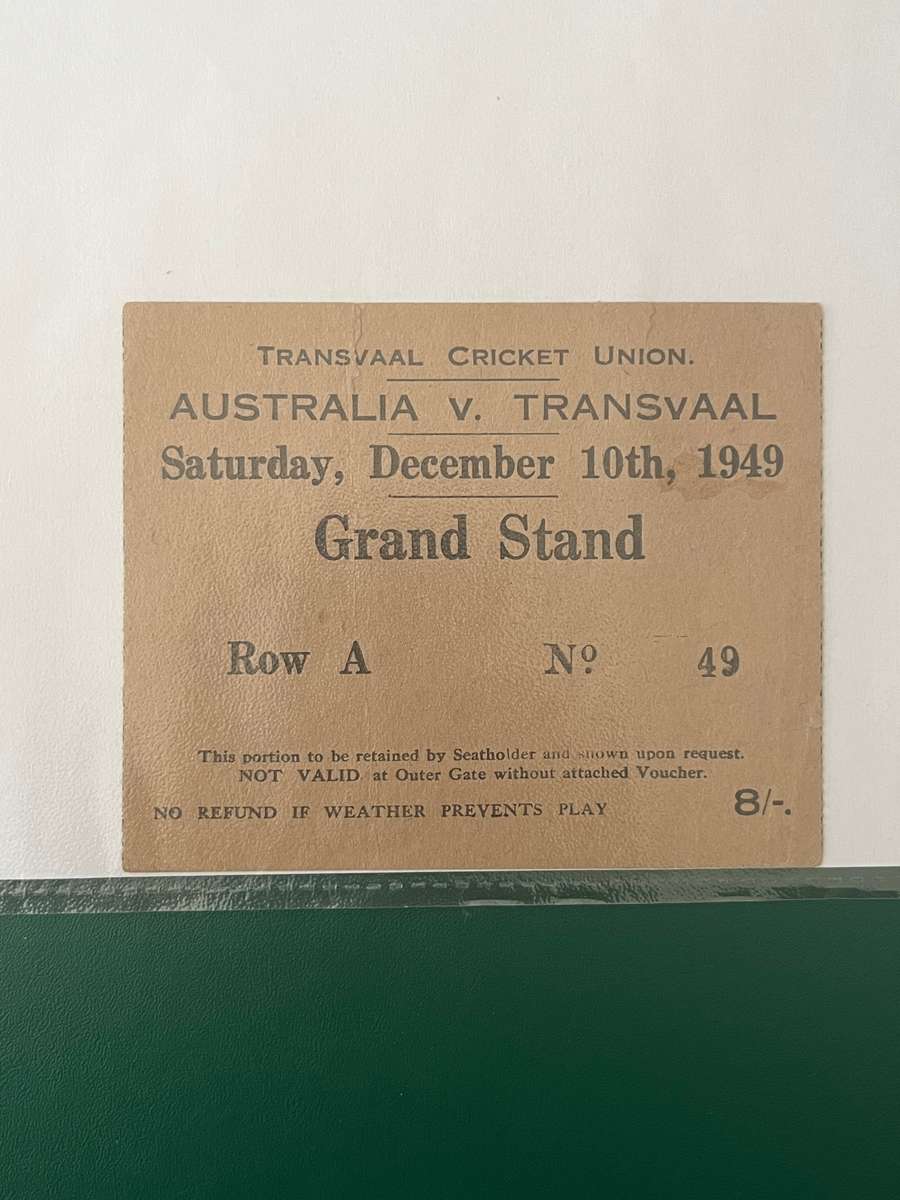 TRANSVAAL CRICKET UNION.
AUSTRALIA v. TRANSVAAL
Saturday, December 10th, 1949
Grand Stand
Row A No 49
This portion to be retained by Seatholder and shown upon request.
NOT VALID at Outer Gate without attached Voucher.
NO REFUND IF WEATHER PREVENTS PLAY 8/-.